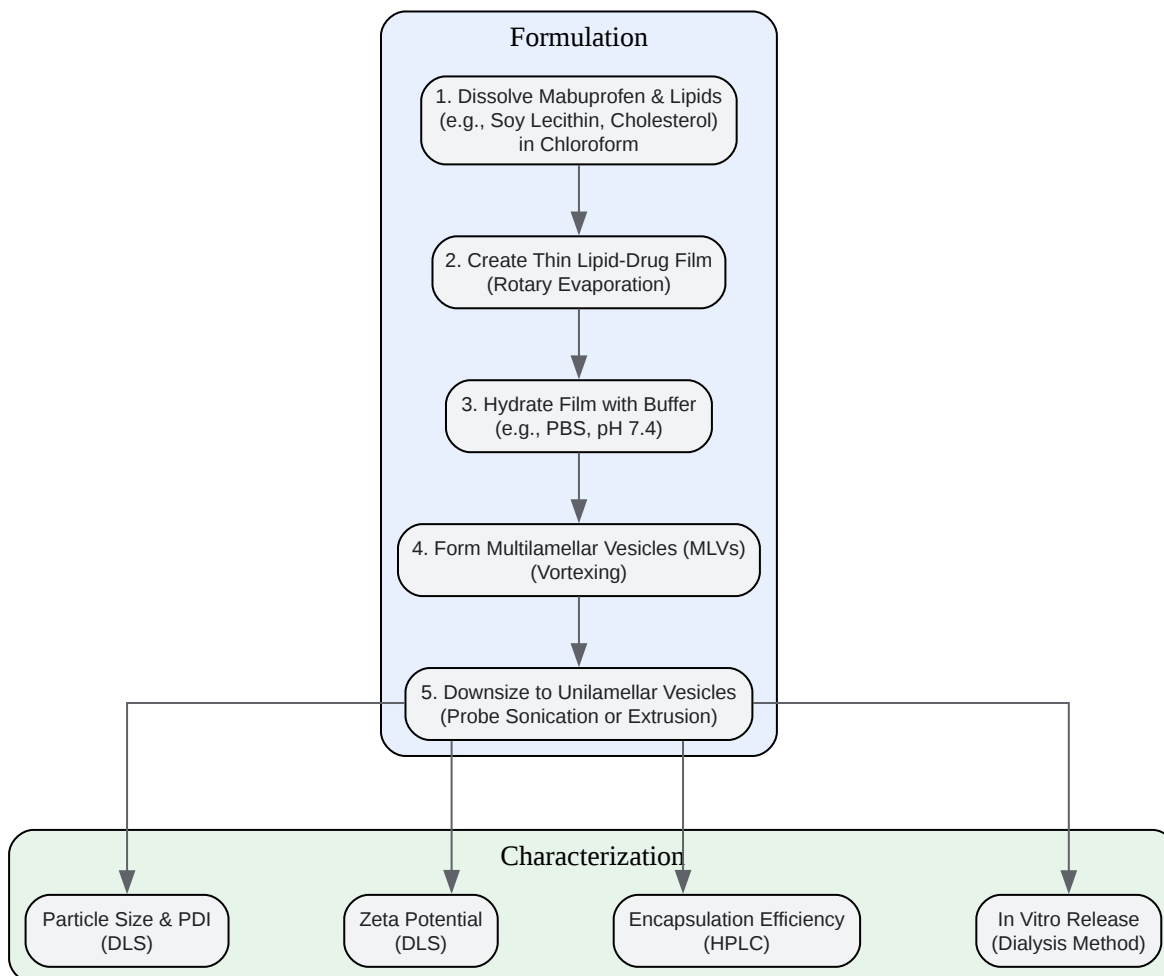 Formulation
1. Dissolve Mabuprofen & Lipids
(e.g., Soy Lecithin, Cholesterol)
in Chloroform
2. Create Thin Lipid-Drug Film
(Rotary Evaporation)
3. Hydrate Film with Buffer
(e.g., PBS, pH 7.4)
4. Form Multilamellar Vesicles (MLVs)
(Vortexing)
5. Downsize to Unilamellar Vesicles
(Probe Sonication or Extrusion)
Characterization
Particle Size & PDI
(DLS)
Zeta Potential
(DLS)
Encapsulation Efficiency
(HPLC)
In Vitro Release
(Dialysis Method)